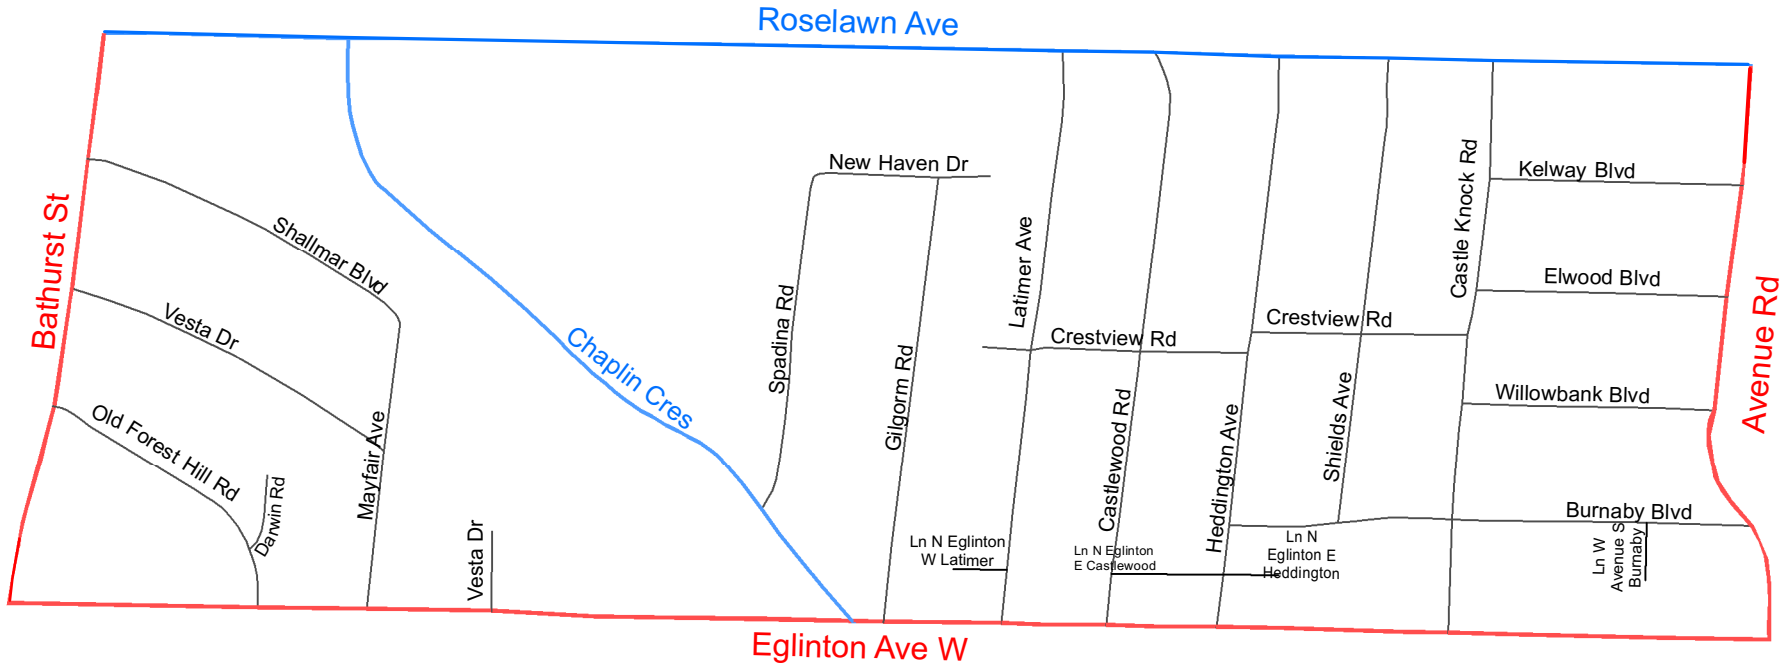 Roselawn Ave
New Haven Dr
Kelway Blvd
Castle Knock Rd
Bathurst St
Shallmar Blvd
Latimer Ave
Elwood Blvd
Avenue Rd
Vesta Dr
Spadina Rd
Crestview Rd
Crestview Rd
Chaplin Cres
Gilgorm Rd
Willowbank Blvd
Old Forest Hill Rd
Mayfair Ave
Castlewood Rd
Heddington Ave
Shields Ave
Darwin Rd
Burnaby Blvd
Vesta Dr
Ln N Eglinton
W Latimer
Ln N Eglinton
E Castlewood
Ln N
Eglinton E
Heddington
Ln W
Avenue S
Burnaby
Eglinton Ave W